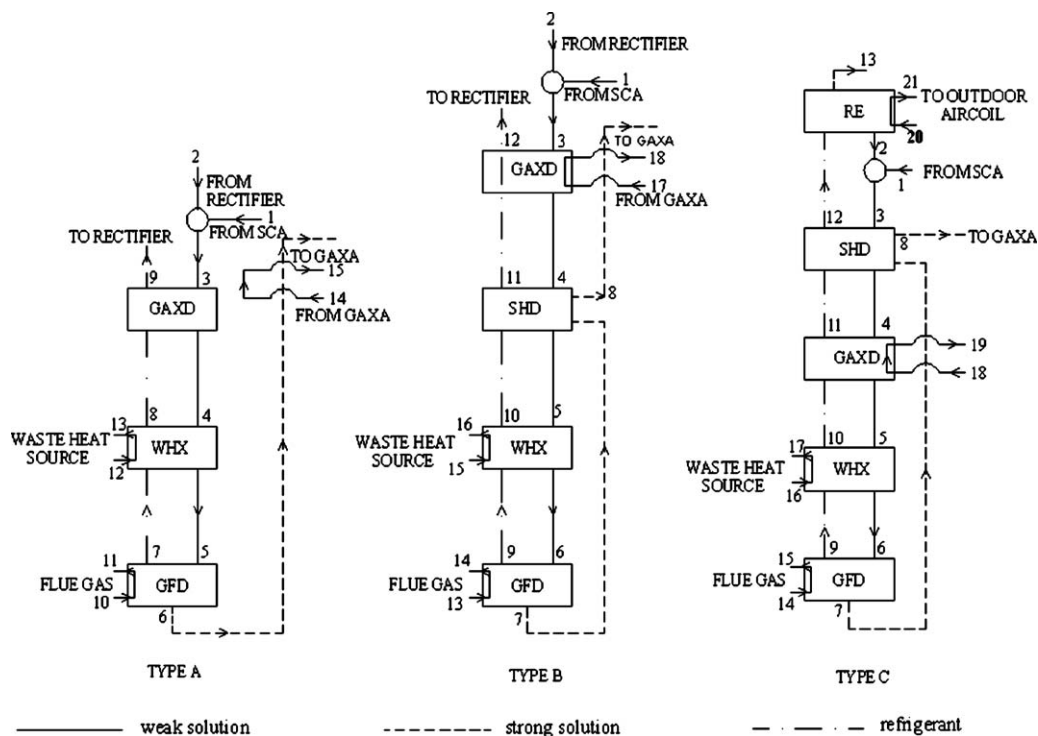 2
FROM
RECTIFIER
1
FROM SCA
TO RECTIFIER
9
3
TO GAXA
15
14
FROM GAXA
GAXD
8
4
13
WASTE HEAT
SOURCE
12
WHX
7
5
11
FLUE GAS
10
GFD
6
TYPE A
2
FROM RECTIFIER
1
FROM SCA
TO RECTIFIER
12
3
TO GAXA
GAXD
18
17
FROM GAXA
11
4
SHD
8
10
5
16
WASTE HEAT
SOURCE
15
WHX
9
6
14
FLUE GAS
13
GFD
7
TYPE B
13
21
TO OUTDOOR
AIRCOIL
RE
20
2
FROM SCA
1
12
3
8
TO GAXA
SHD
11
4
19
GAXD
18
10
5
17
WASTE HEAT
SOURCE
16
WHX
9
6
15
FLUE GAS
14
GFD
7
TYPE C
weak solution
strong solution
refrigerant